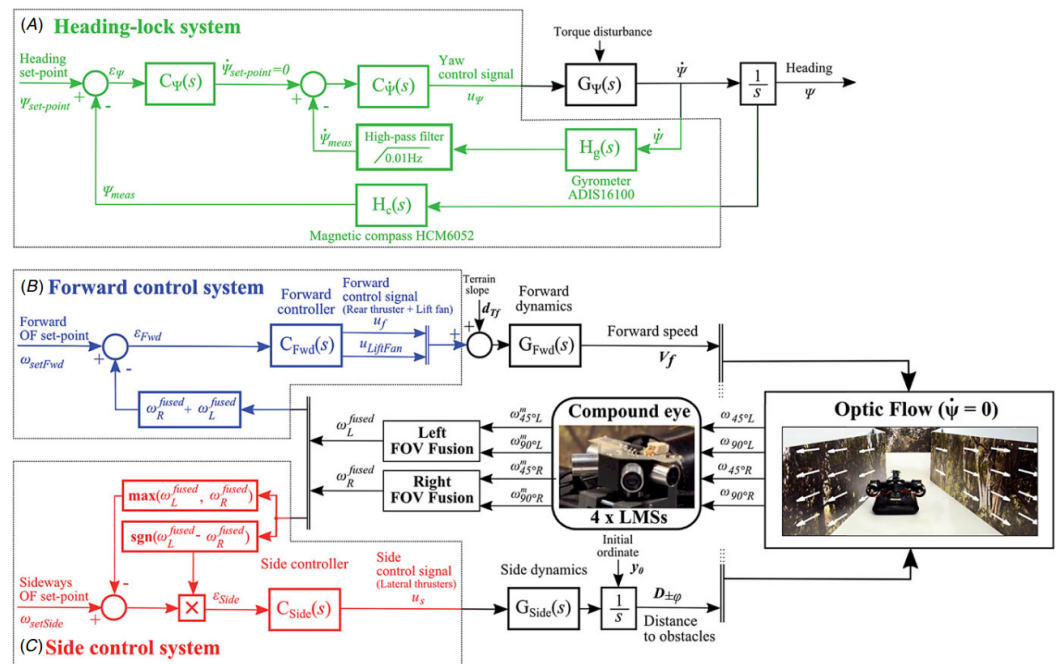 (A) Heading-lock system
Torque disturbance
Heading
set-point
Ψset-point
+
-
εΨ
CΨ(s)
Ψ̇set-point=0
+
-
CΨ̇(s)
Yaw
control signal
uΨ
GΨ(s)
Ψ̇
1
s
Heading
Ψ
Ψ̇meas
High-pass filter
0.01Hz
Hg(s)
Ψ̇
Gyrometer
ADIS16100
Ψmeas
Hc(s)
Magnetic compass HCM6052
(B) Forward control system
Forward
OF set-point
ωsetFwd
+
-
εFwd
Forward
controller
CFwd(s)
Forward
control signal
(Rear thruster + Lift fan)
uf
uLiftFan
+
Terrain
slope
dTf
+
Forward
dynamics
GFwd(s)
Forward speed
Vf
ωRfused + ωLfused
ωLfused
ωRfused
Left
FOV Fusion
Right
FOV Fusion
ωm45°L
ωm90°L
ωm45°R
ωm90°R
Compound eye
4 x LMSs
ω45°L
ω90°L
ω45°R
ω90°R
Optic Flow (ψ̇ = 0)
max(ωLfused, ωRfused)
sgn(ωLfused - ωRfused)
Sideways
OF set-point
ωsetSide
-
+
×
εSide
Side controller
CSide(s)
Side
control signal
(Lateral thrusters)
us
Side dynamics
GSide(s)
Initial
ordinate
y0
1
s
D±φ
Distance
to obstacles
(C) Side control system